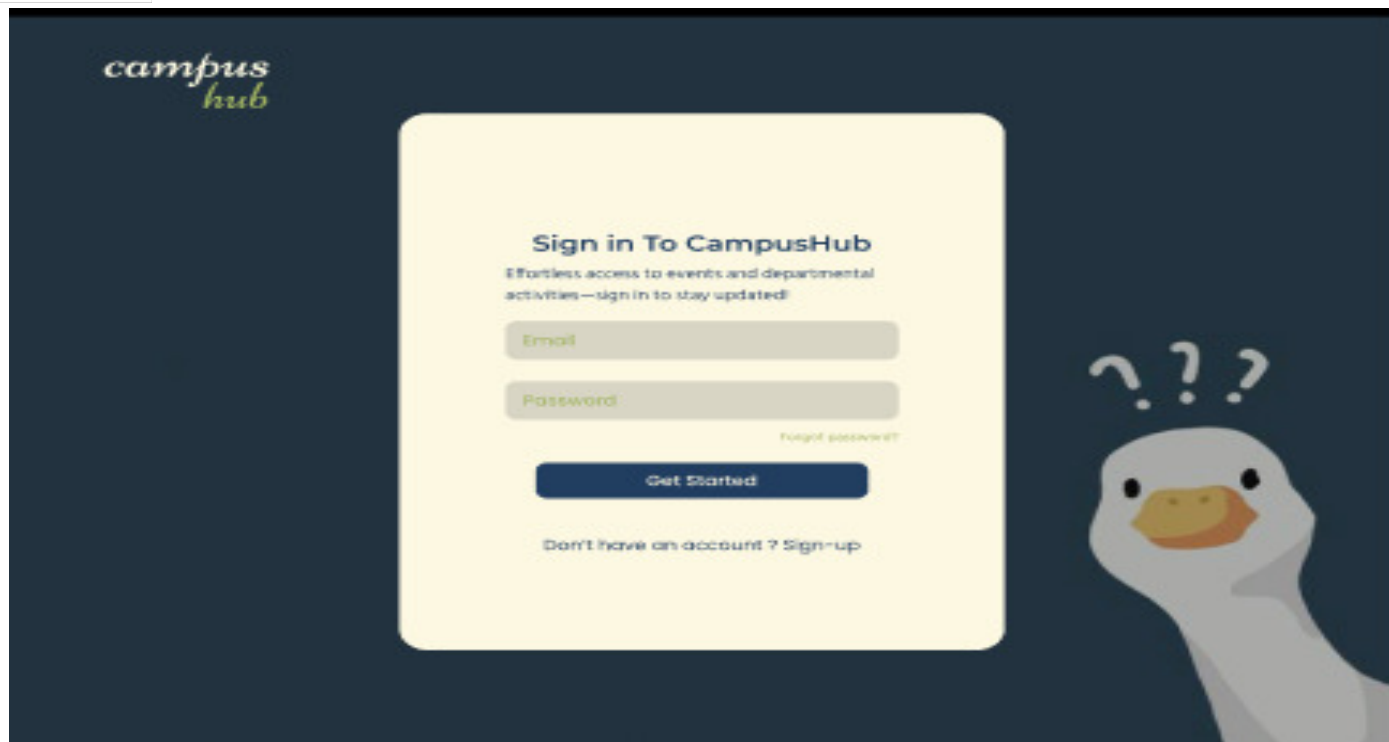 campus
hub
Sign in To CampusHub
Effortless access to events and departmental
activities—sign in to stay updated!
Email
Password
Forgot password?
Get Started
Don't have an account ? Sign-up
???